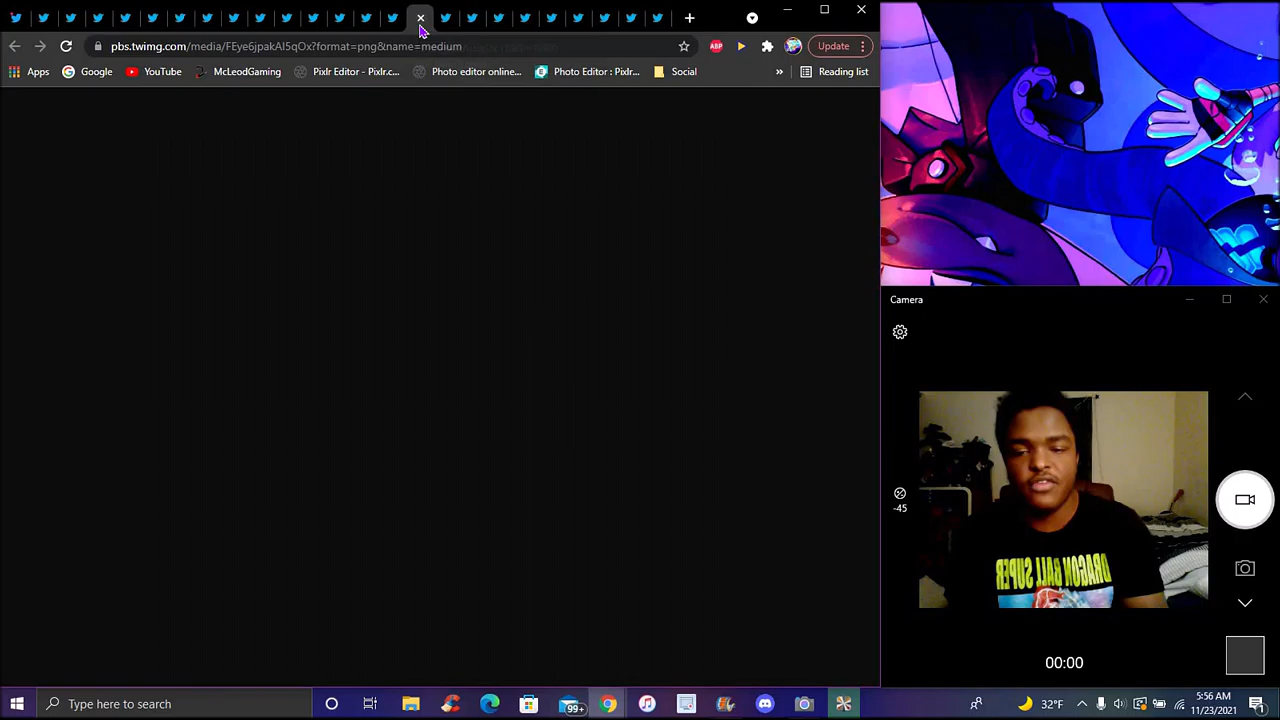 pbs.twimg.com/media/FEye6jpakAI5qOx?format=png&name=medium
ABP
Update
Apps
Google
YouTube
McLeodGaming
Pixlr Editor - Pixlr.c...
Photo editor online...
Photo Editor : Pixlr...
Social
»
Reading list
Camera
-45
DRAGON BALL SUPER
00:00
Type here to search
99+
32°F
5:56 AM
11/23/2021
1